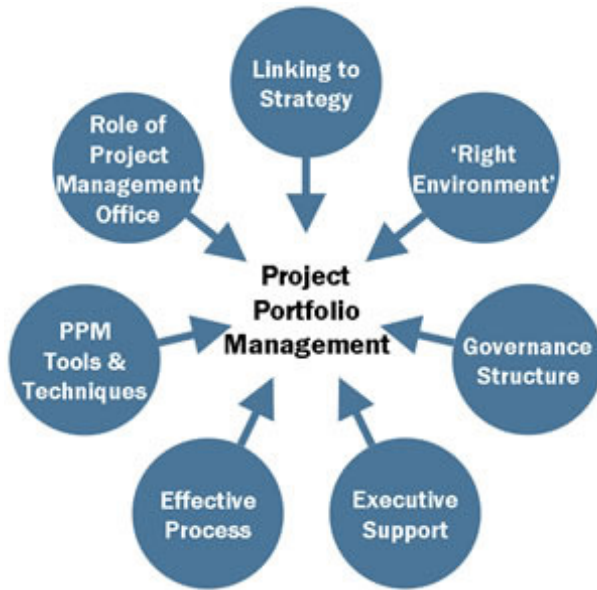 Linking to
Strategy
'Right
Environment'
Governance
Structure
Executive
Support
Effective
Process
PPM
Tools &
Techniques
Role of
Project
Management
Office
Project
Portfolio
Management